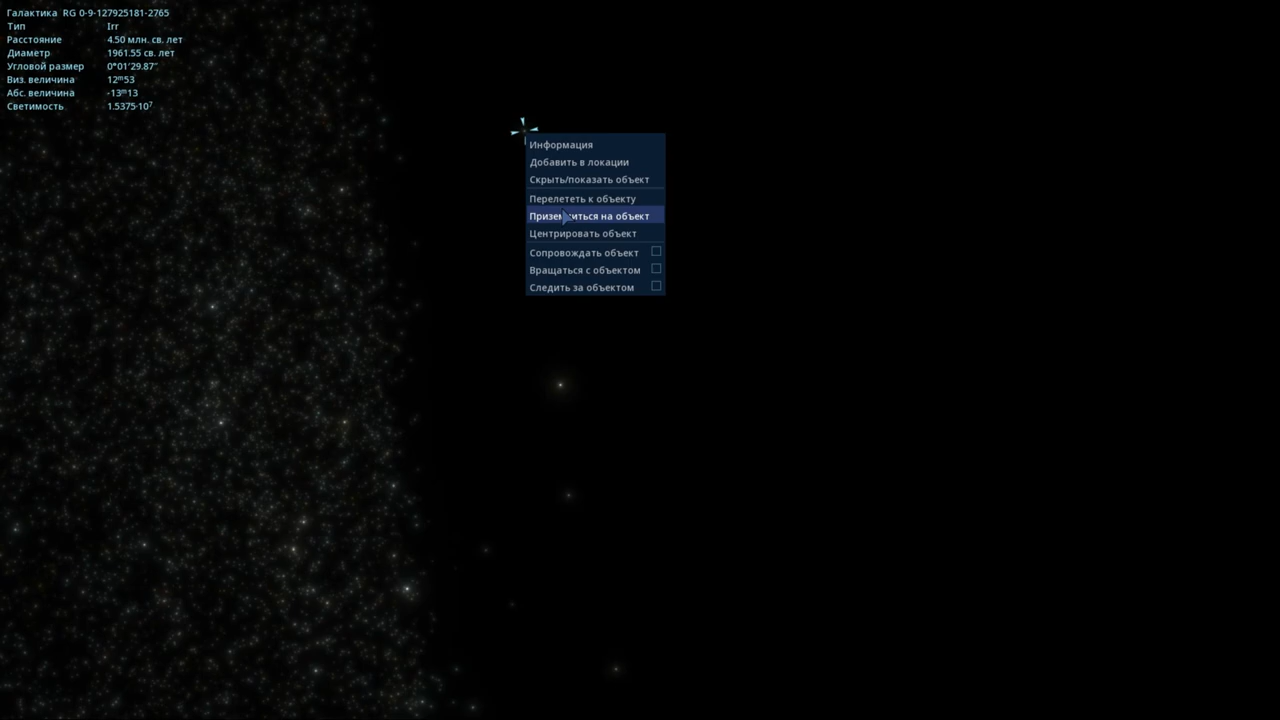 Галактика RG 0-9-127925181-2765
Тип Irr
Расстояние 4.50 млн. св. лет
Диаметр 1961.55 св. лет
Угловой размер 0°01'29.87"
Виз. величина 12ᵐ53
Абс. величина -13ᵐ13
Светимость 1.5375·10⁷
Информация
Добавить в локации
Скрыть/показать объект
Перелететь к объекту
Приземлиться на объект
Центрировать объект
Сопровождать объект
Вращаться с объектом
Следить за объектом